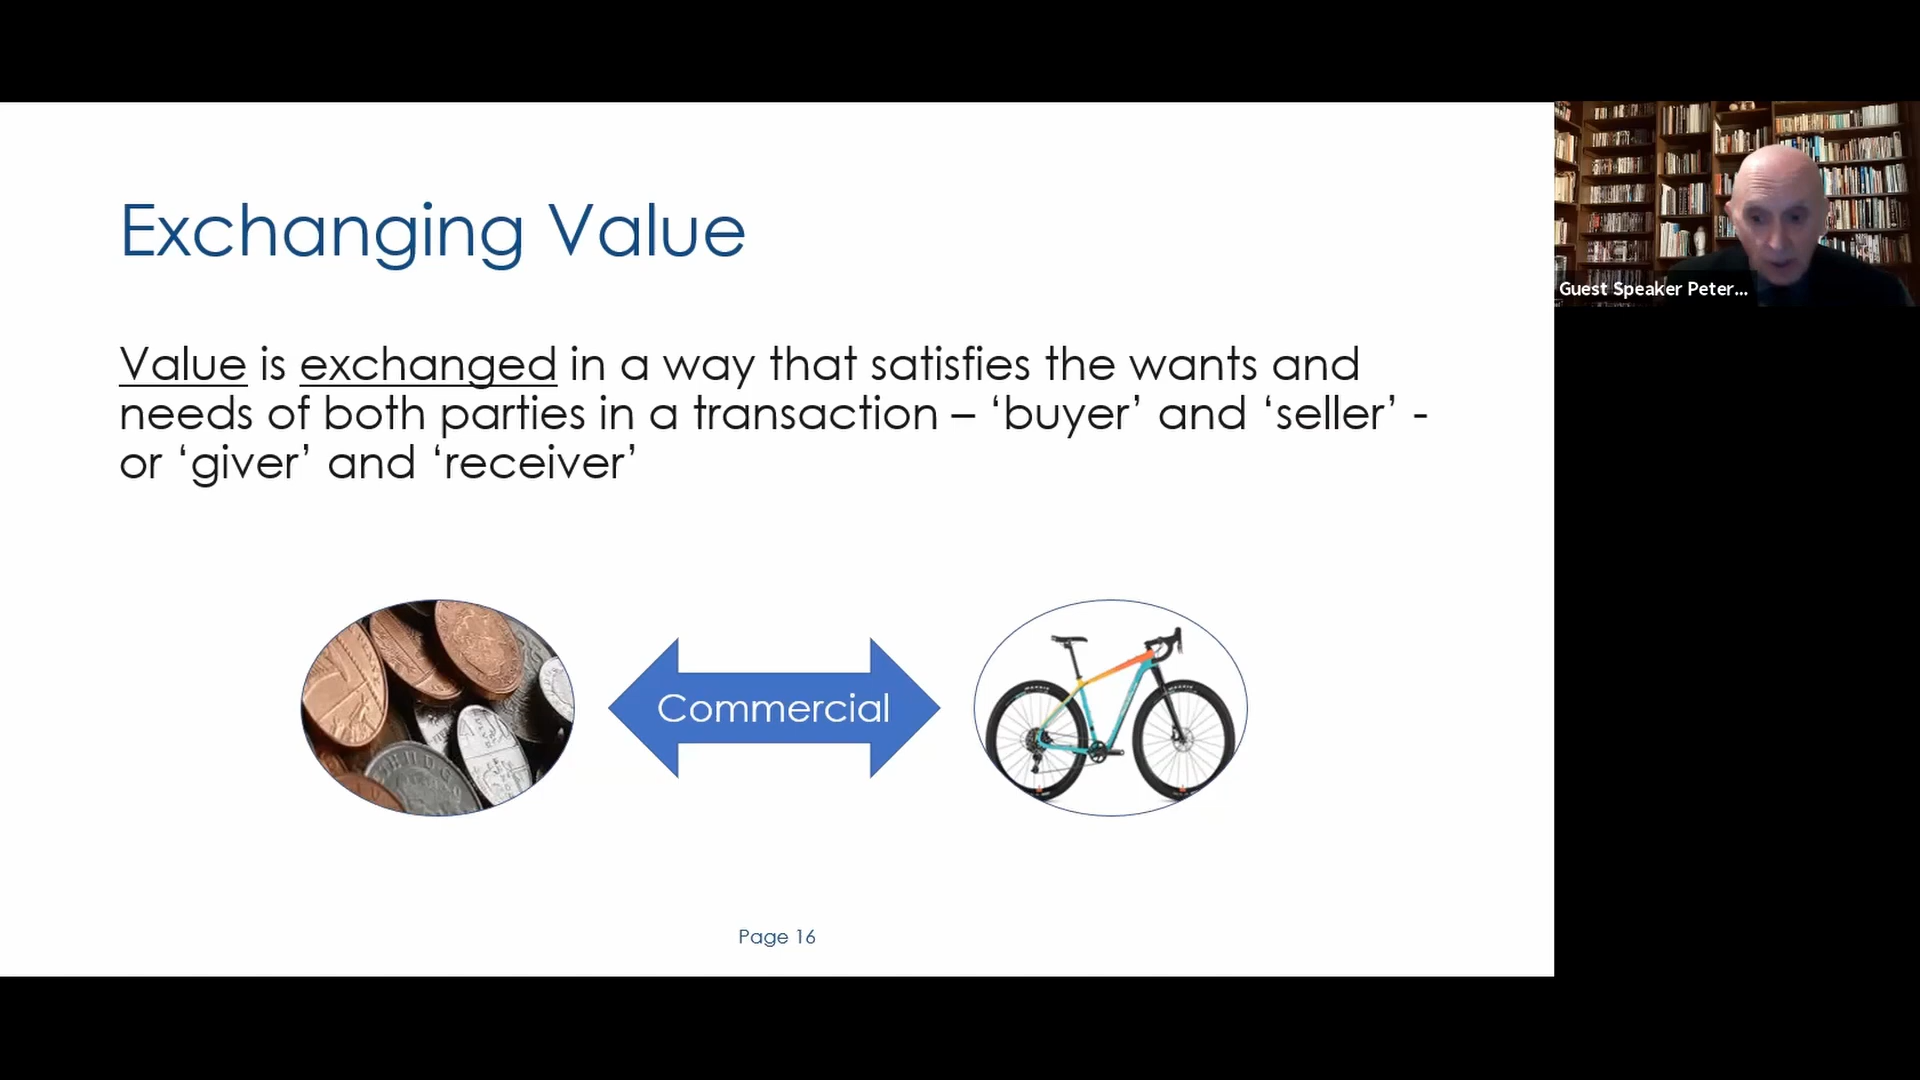 Exchanging Value
Value is exchanged in a way that satisfies the wants and
needs of both parties in a transaction – ‘buyer’ and ‘seller’ -
or ‘giver’ and ‘receiver’
Commercial
Page 16
Guest Speaker Peter...